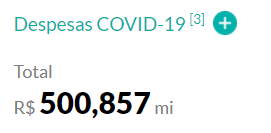 Despesas COVID-19 [3]
Total
R$ 500,857 mi